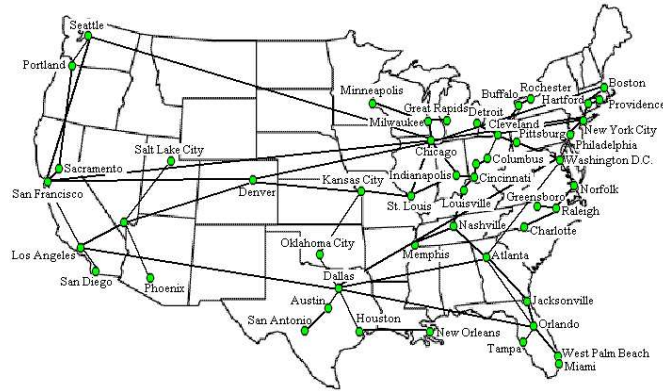 Seattle
Portland
Minneapolis
Buffalo
Rochester
Boston
Great Rapids
Detroit
Hartford
Providence
Milwaukee
Cleveland
New York City
Chicago
Pittsburg
Philadelphia
Salt Lake City
Columbus
Washington D.C.
Sacramento
Indianapolis
Cincinnati
San Francisco
Denver
Kansas City
Norfolk
St. Louis
Louisville
Greensboro
Raleigh
Nashville
Charlotte
Los Angeles
Oklahoma City
Memphis
Atlanta
San Diego
Phoenix
Dallas
Austin
Jacksonville
San Antonio
Houston
New Orleans
Orlando
Tampa
West Palm Beach
Miami